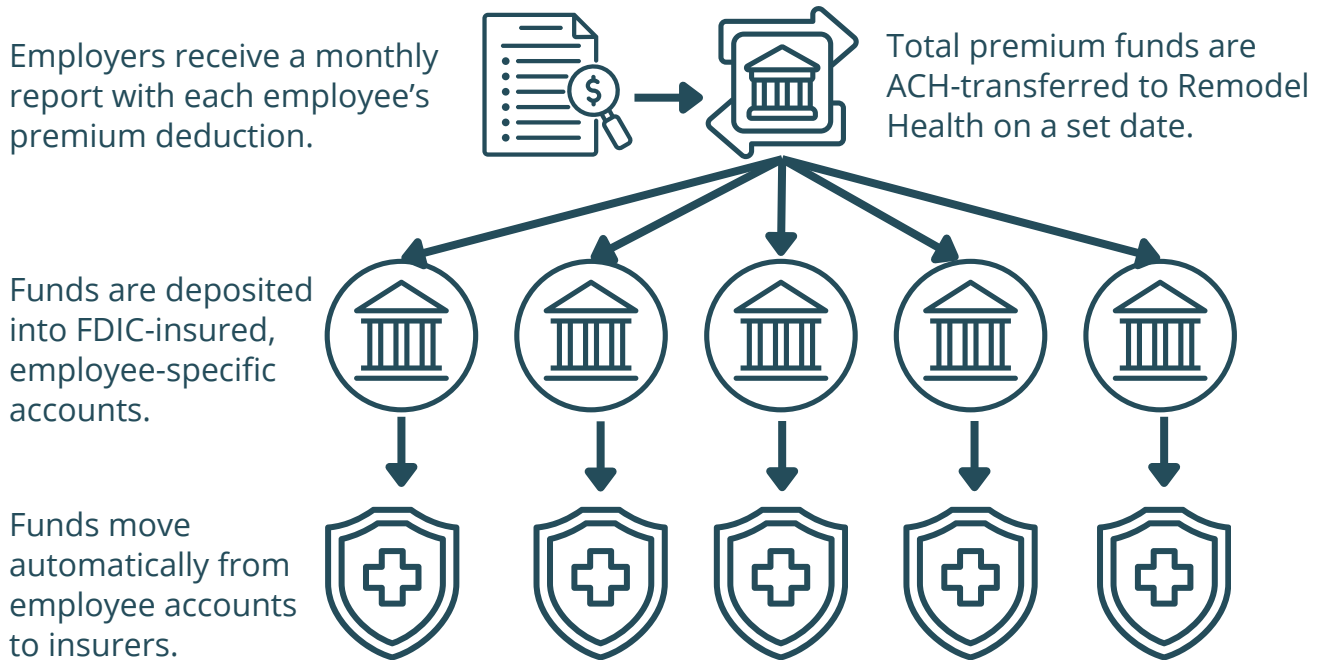 Employers receive a monthly
report with each employee’s
premium deduction.
$
Total premium funds are
ACH-transferred to Remodel
Health on a set date.
Funds are deposited
into FDIC-insured,
employee-specific
accounts.
Funds move
automatically from
employee accounts
to insurers.